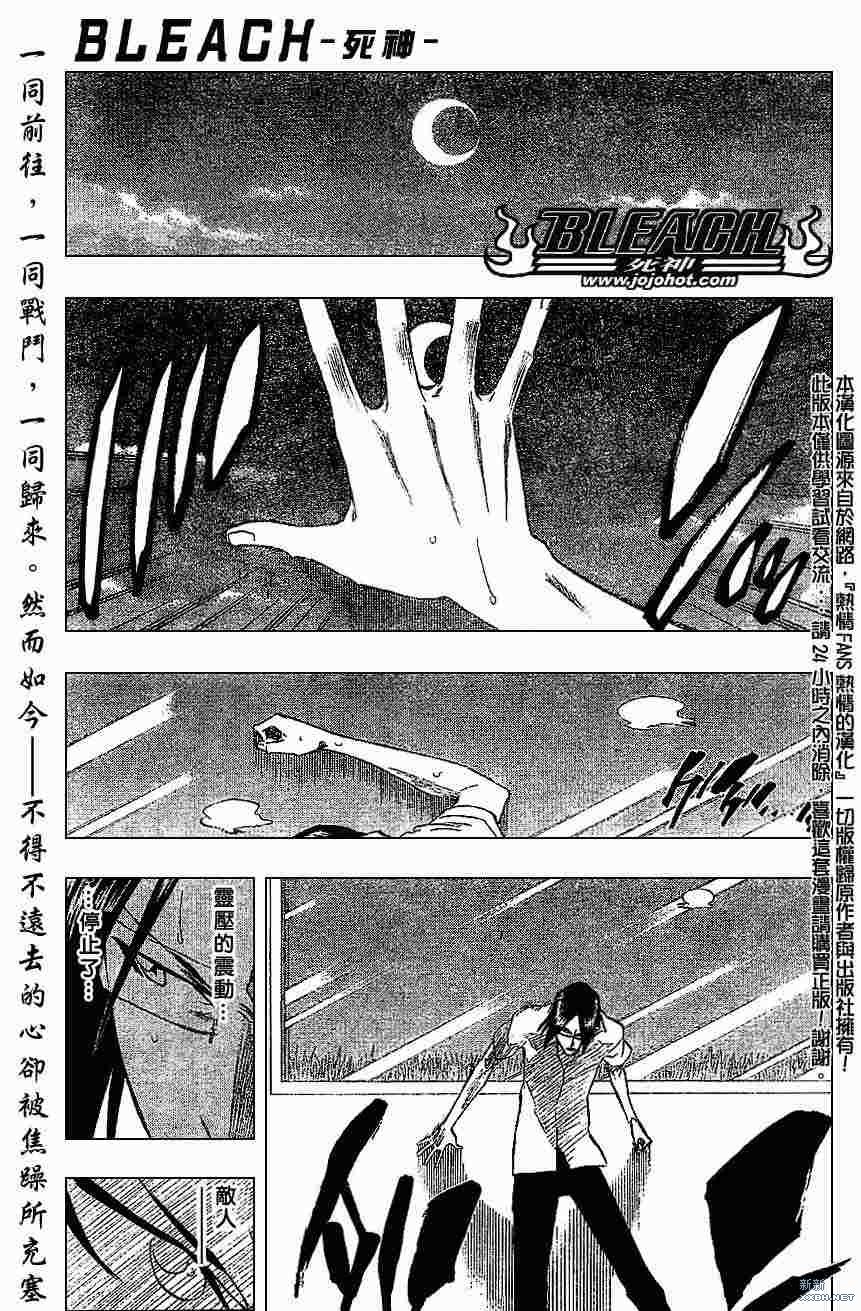 BLEACH-死神-
BLEACH
死神
www.jojohot.com
本漢化圖源來自於網路．『熱情FANS 熱情的漢化』一切版權歸原作者與出版社擁有！
此版本僅供學習試看交流……請24小時之內消除 喜歡這套漫畫請購買正版！謝謝。
一同前往，一同戰鬥，一同歸來。然而如今——不得不遠去的心卻被焦躁所充塞
靈壓的震動…
…停止了…
敵人——
新新
XXBH.NET